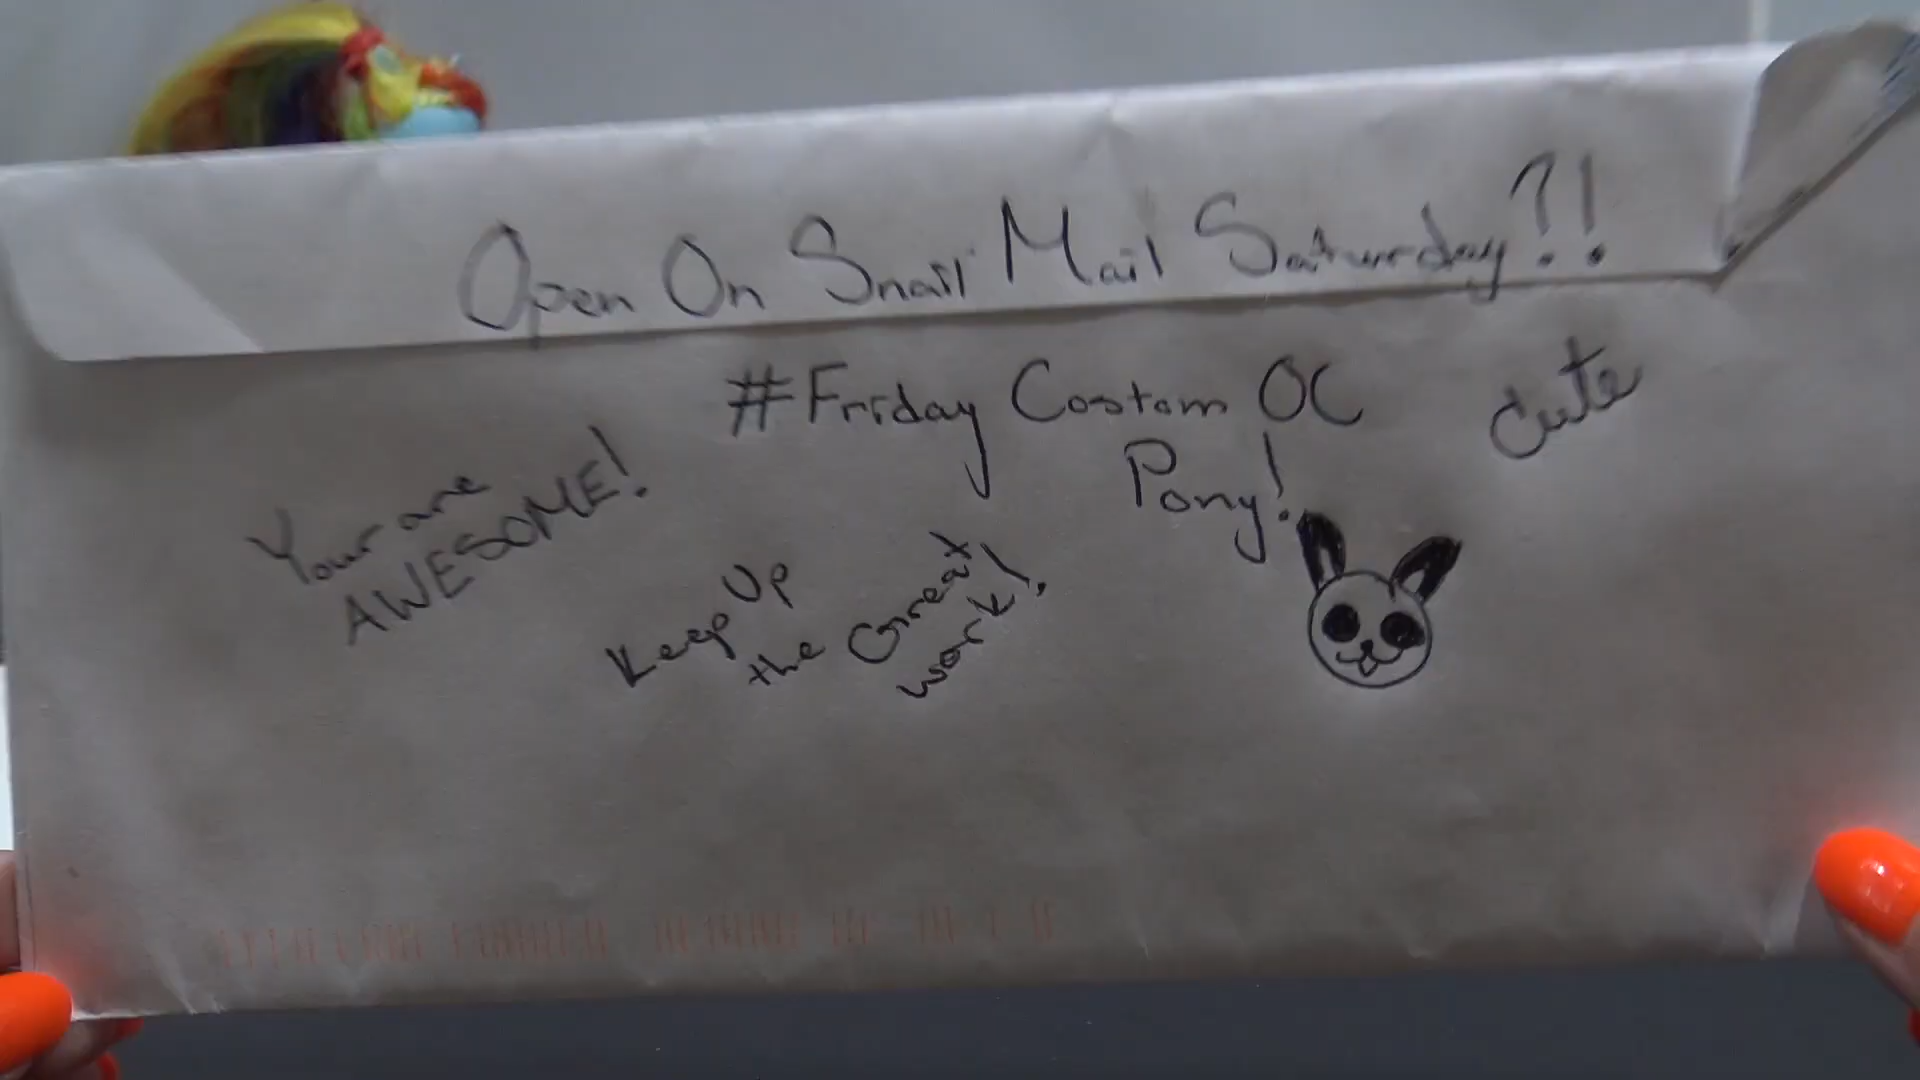 Open On Snail Mail Saturday?!
#Friday Costom OC
Pony!
Cute
Your are
AWESOME!
Keep Up
the Great
work!